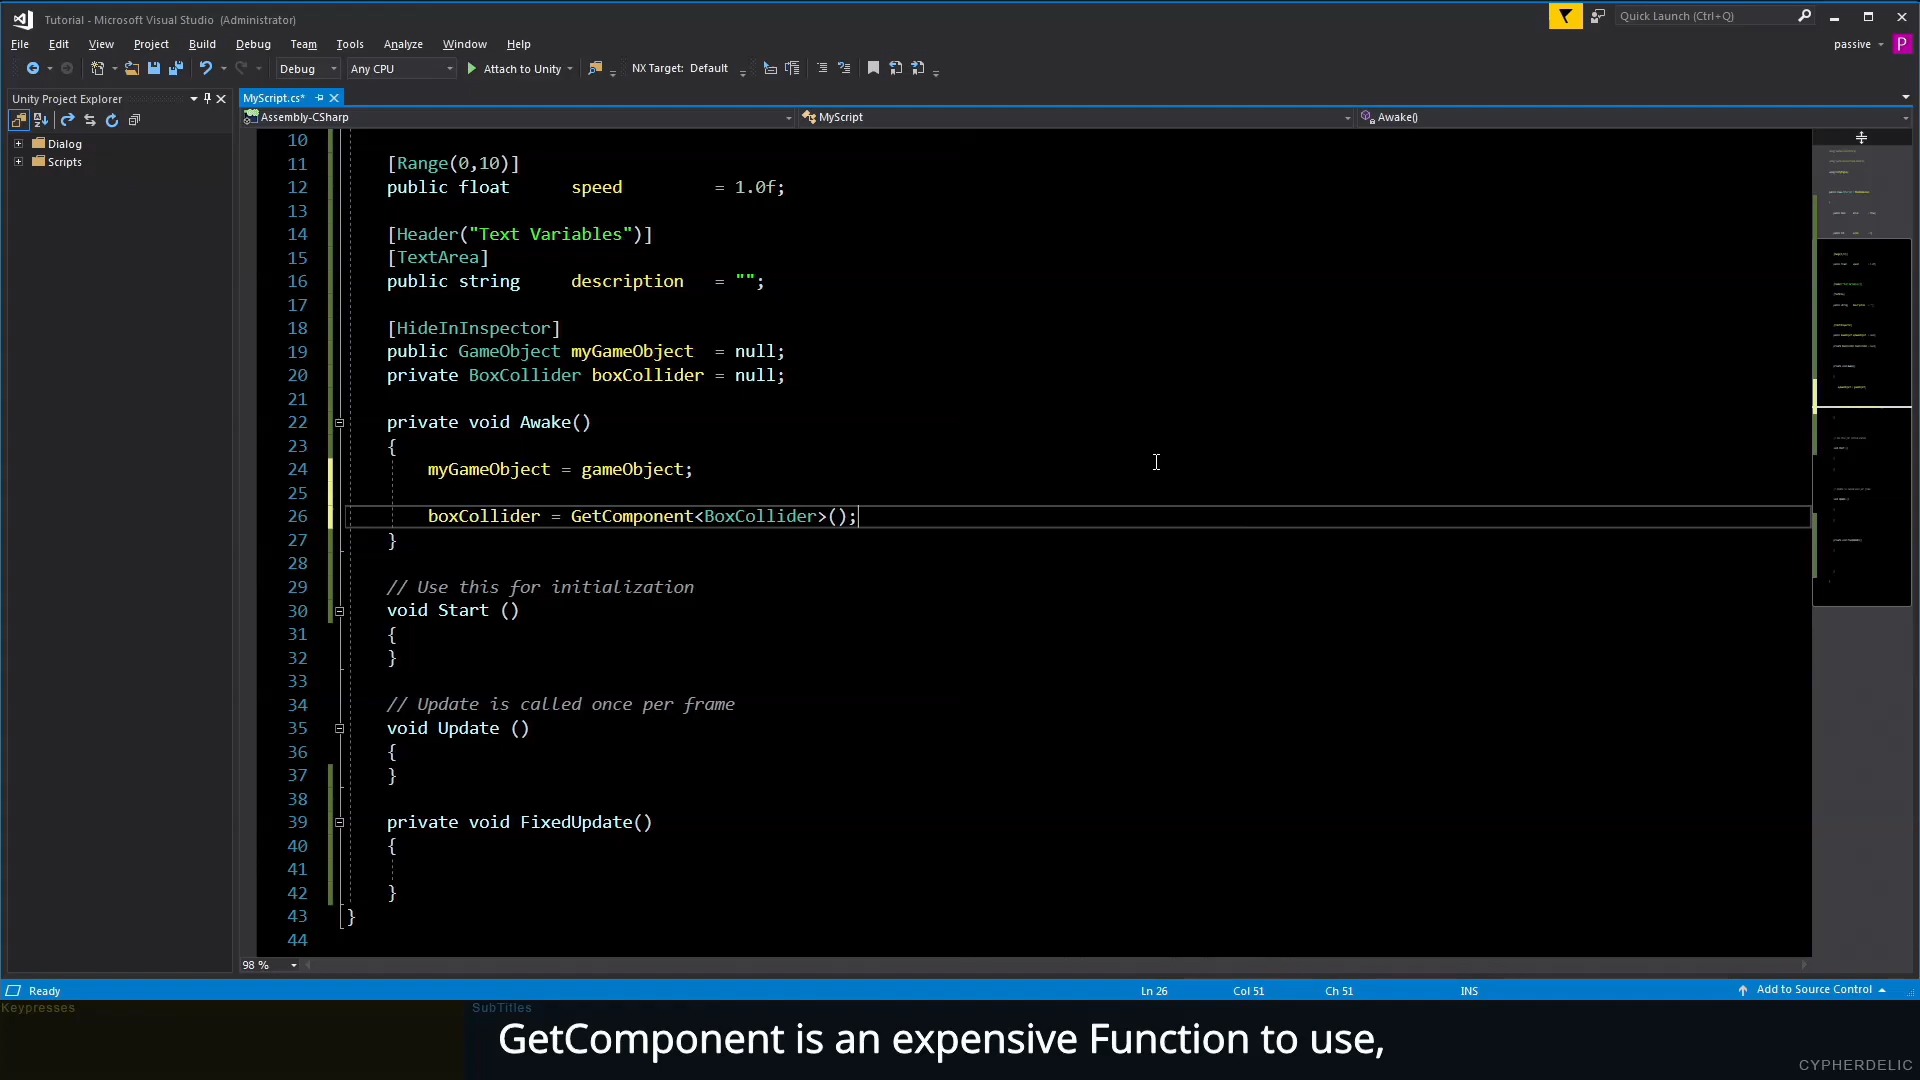 Tutorial - Microsoft Visual Studio (Administrator)
Quick Launch (Ctrl+Q)
File Edit View Project Build Debug Team Tools Analyze Window Help
passive P
Debug Any CPU Attach to Unity NX Target: Default
Unity Project Explorer
MyScript.cs*
Assembly-CSharp
MyScript
Awake()
Dialog
Scripts
10
11 [Range(0,10)]
12 public float speed = 1.0f;
13
14 [Header("Text Variables")]
15 [TextArea]
16 public string description = "";
17
18 [HideInInspector]
19 public GameObject myGameObject = null;
20 private BoxCollider boxCollider = null;
21
22 private void Awake()
23 {
24 myGameObject = gameObject;
25
26 boxCollider = GetComponent<BoxCollider>();
27 }
28
29 // Use this for initialization
30 void Start ()
31 {
32 }
33
34 // Update is called once per frame
35 void Update ()
36 {
37 }
38
39 private void FixedUpdate()
40 {
41
42 }
43 }
44
98 %
Ready
Ln 26 Col 51 Ch 51 INS
Add to Source Control
Keypresses
SubTitles
GetComponent is an expensive Function to use,
CYPHERDELIC